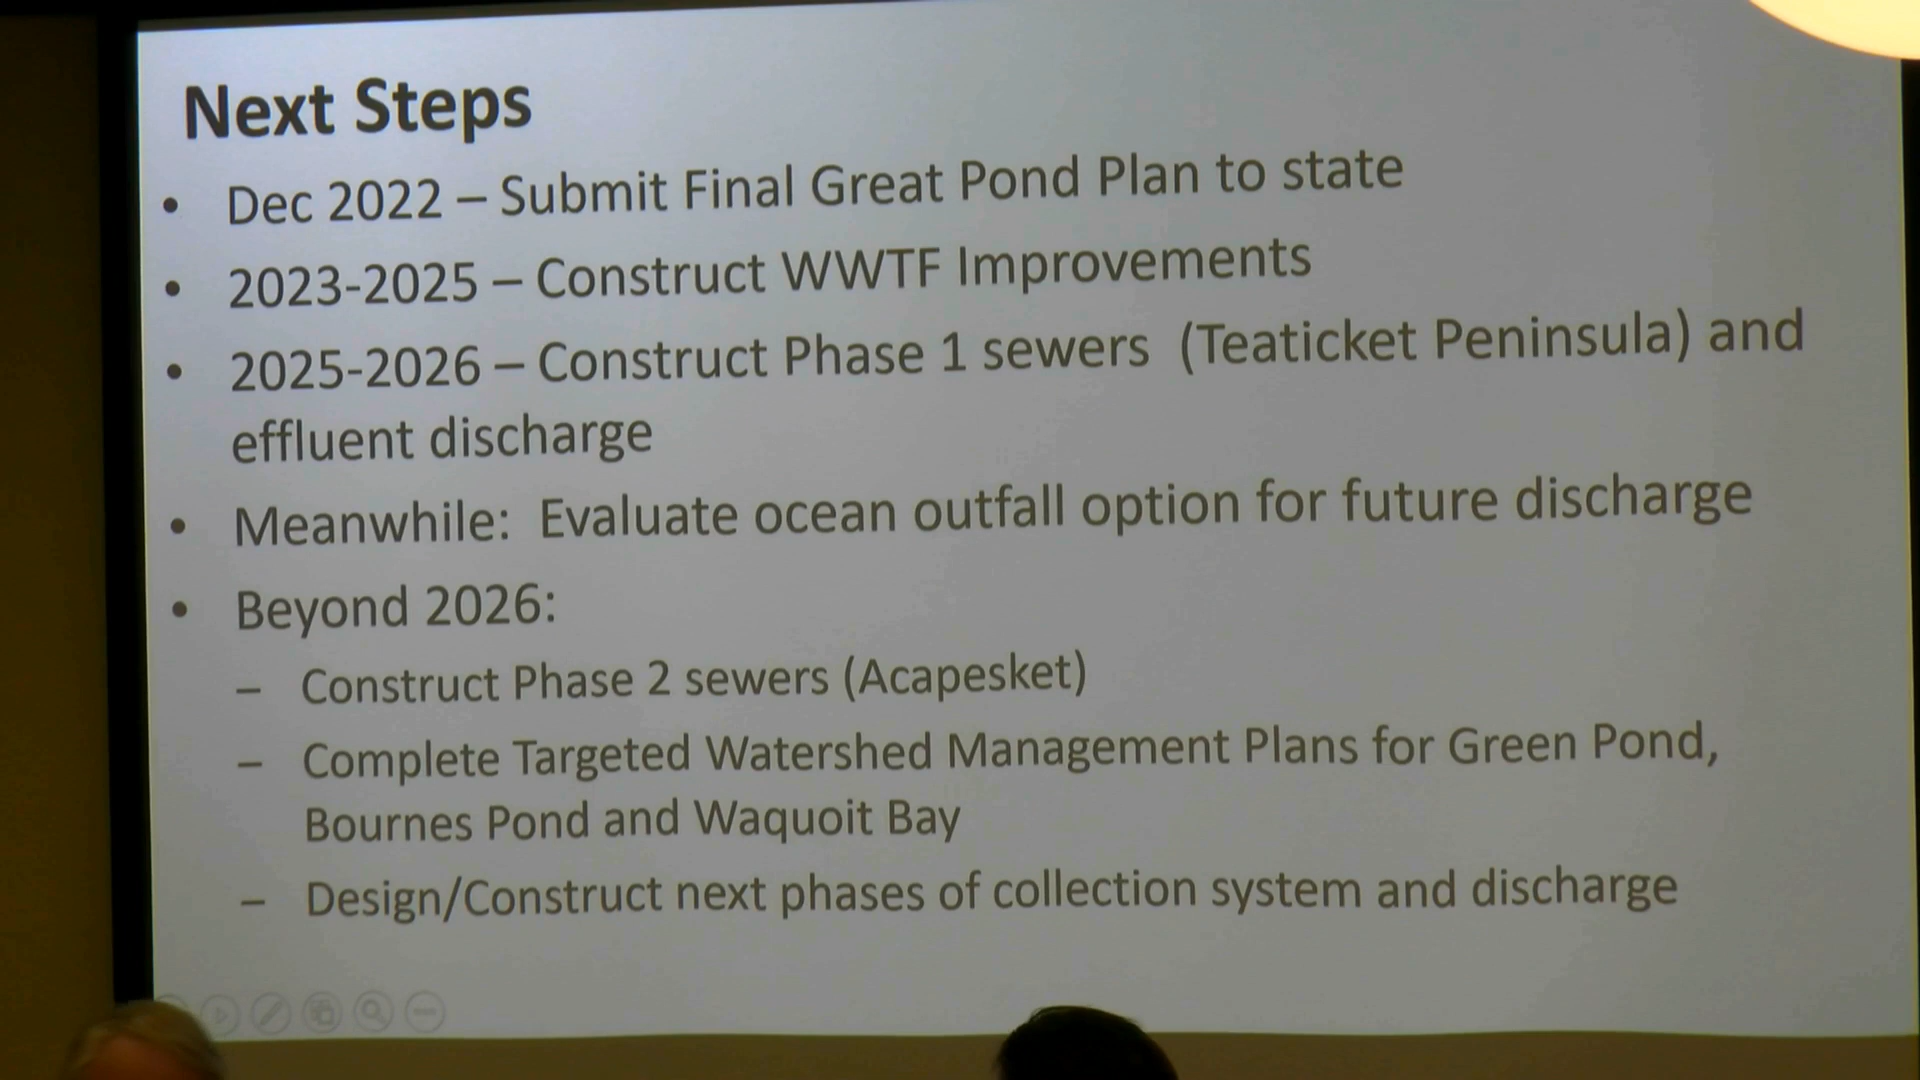 Next Steps
• Dec 2022 – Submit Final Great Pond Plan to state
• 2023-2025 – Construct WWTF Improvements
• 2025-2026 – Construct Phase 1 sewers (Teaticket Peninsula) and
effluent discharge
• Meanwhile: Evaluate ocean outfall option for future discharge
• Beyond 2026:
– Construct Phase 2 sewers (Acapesket)
– Complete Targeted Watershed Management Plans for Green Pond,
Bournes Pond and Waquoit Bay
– Design/Construct next phases of collection system and discharge